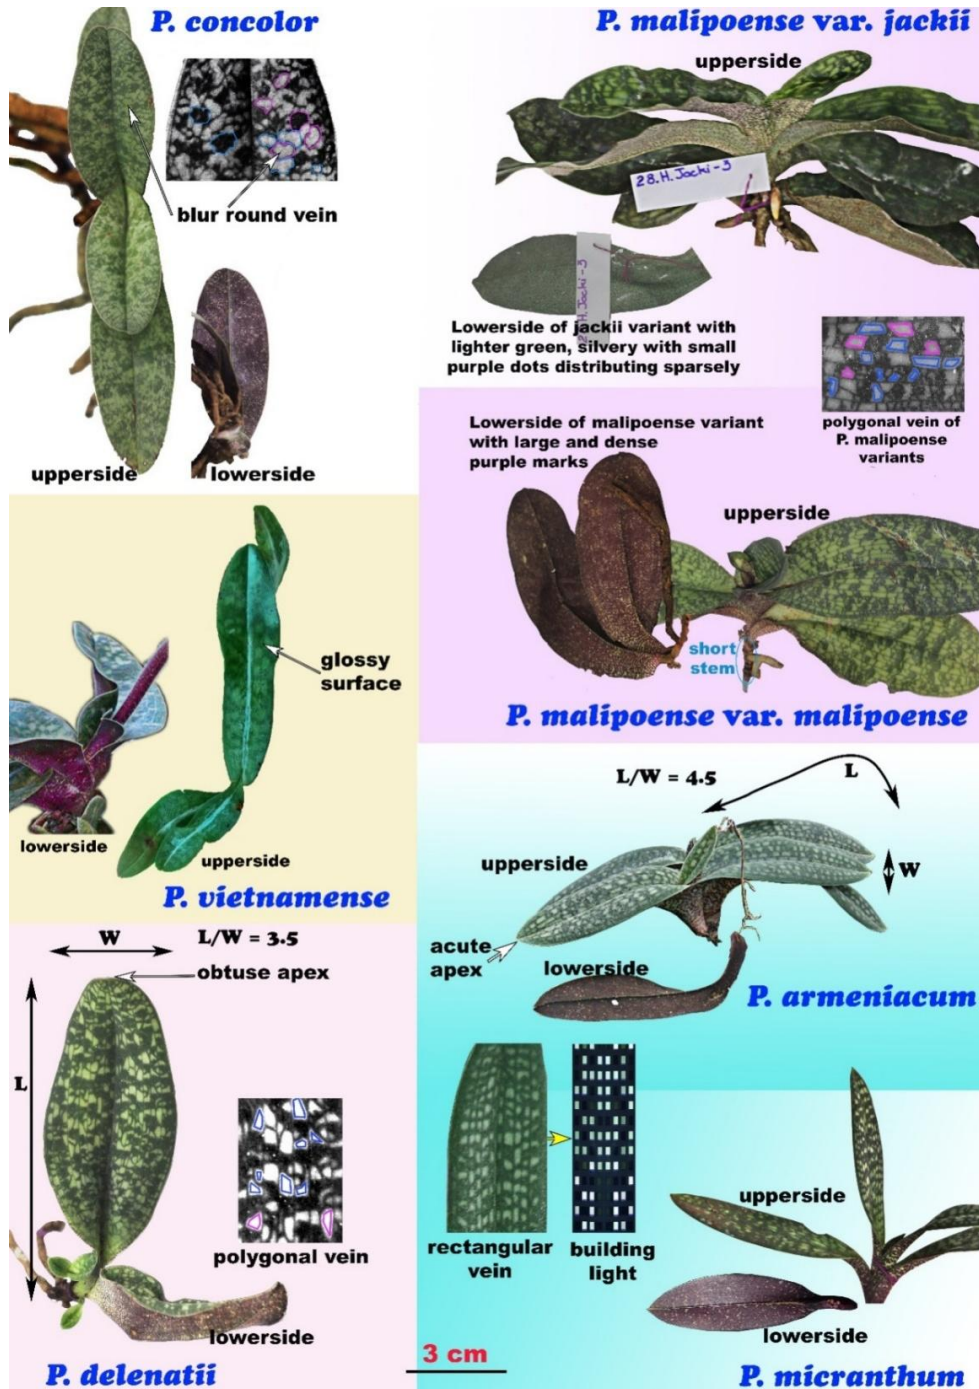 P. concolor
blur round vein
upperside
lowerside
P. malipoense var. jackii
upperside
28.H.Jacki-3
28.H.Jacki-3
Lowerside of jackii variant with
lighter green, silvery with small
purple dots distributing sparsely
polygonal vein of
P. malipoense
variants
Lowerside of malipoense variant
with large and dense
purple marks
upperside
short
stem
P. malipoense var. malipoense
glossy
surface
lowerside
upperside
P. vietnamense
L/W = 4.5
L
W
upperside
acute
apex
lowerside
P. armeniacum
W
L/W = 3.5
obtuse apex
L
polygonal vein
lowerside
P. delenatii
rectangular
vein
building
light
upperside
lowerside
P. micranthum
3 cm